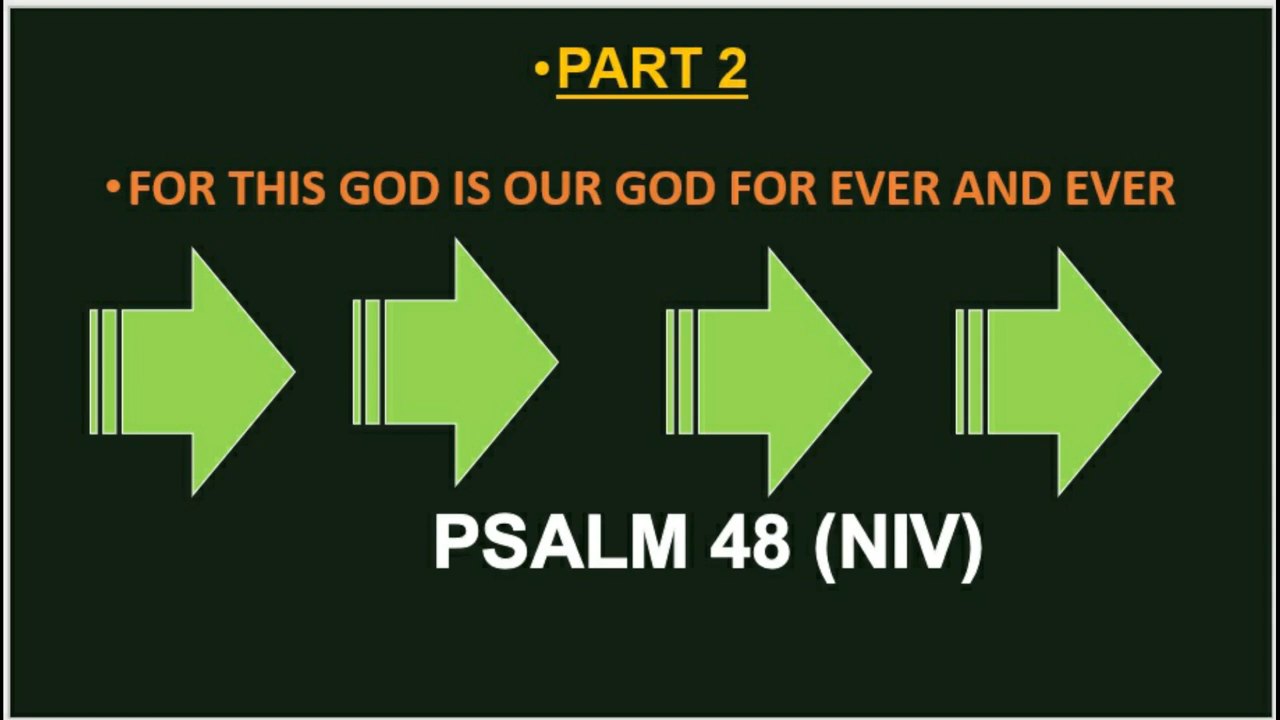 •PART 2
•FOR THIS GOD IS OUR GOD FOR EVER AND EVER
PSALM 48 (NIV)